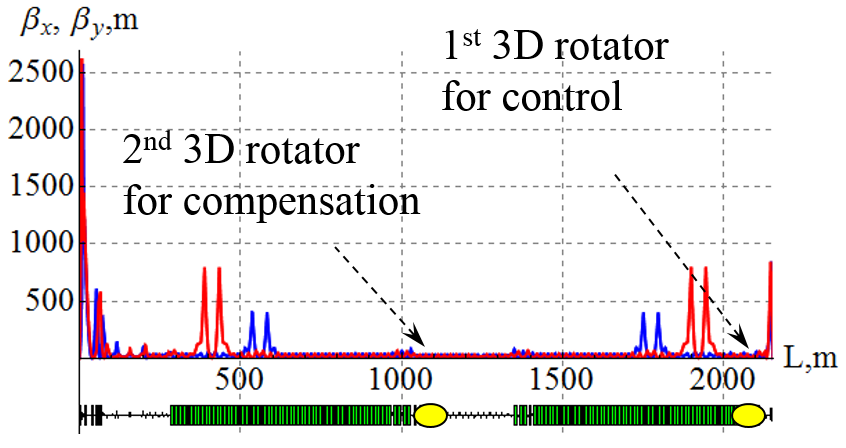 βx, βy,m
1st 3D rotator
for control
2nd 3D rotator
for compensation
2500
2000
1500
1000
500
500
1000
1500
2000
L,m